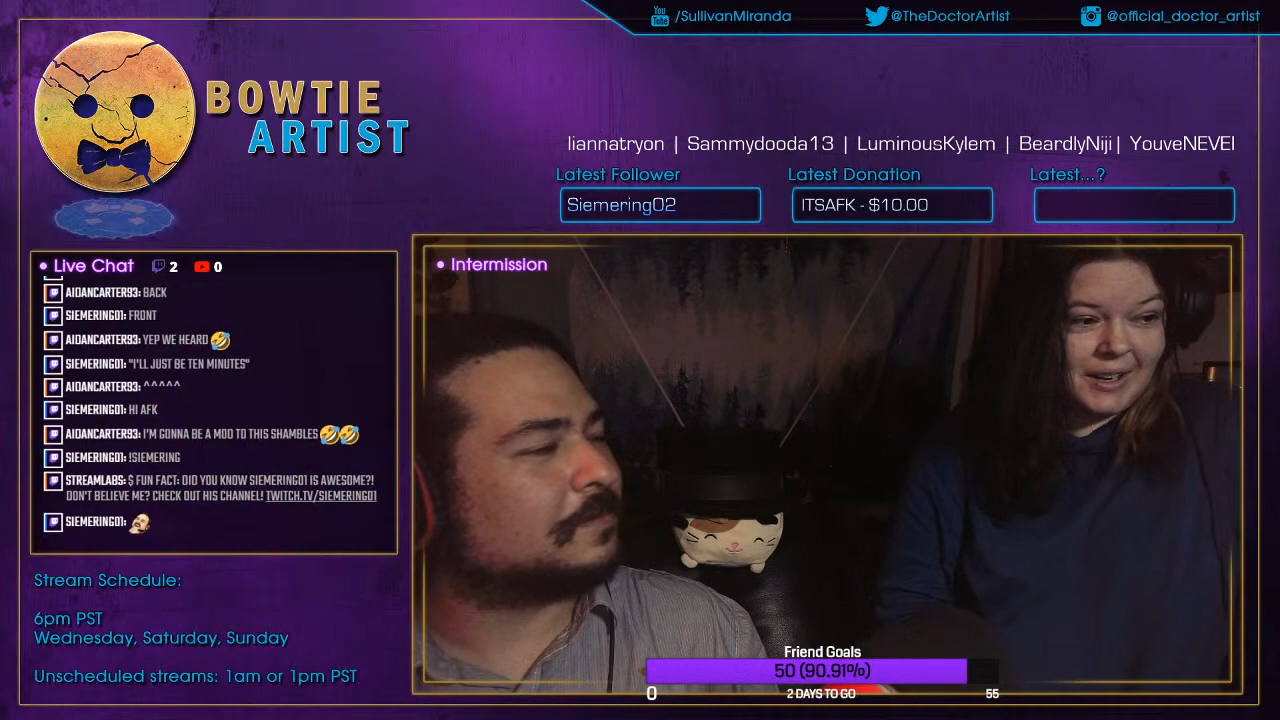 You Tube /SullivanMiranda
@TheDoctorArtist
@official_doctor_artist
BOWTIE
ARTIST
liannatryon | Sammydooda13 | LuminousKylem | BeardlyNiji | YouveNEVEI
Latest Follower
Latest Donation
Latest...?
Siemering02
ITSAFK - $10.00
• Live Chat 2 0
AIDANCARTER93: BACK
SIEMERING01: FRONT
AIDANCARTER93: YEP WE HEARD 🤣
SIEMERING01: "I'LL JUST BE TEN MINUTES"
AIDANCARTER93: ^^^^^
SIEMERING01: HI AFK
AIDANCARTER93: I'M GONNA BE A MOD TO THIS SHAMBLES 🤣🤣
SIEMERING01: !SIEMERING
STREAMLABS: $ FUN FACT: DID YOU KNOW SIEMERING01 IS AWESOME?!
DON'T BELIEVE ME? CHECK OUT HIS CHANNEL! TWITCH.TV/SIEMERING01
SIEMERING01:
Stream Schedule:
6pm PST
Wednesday, Saturday, Sunday
Unscheduled streams: 1am or 1pm PST
• Intermission
Friend Goals
50 (90.91%)
0 2 DAYS TO GO 55